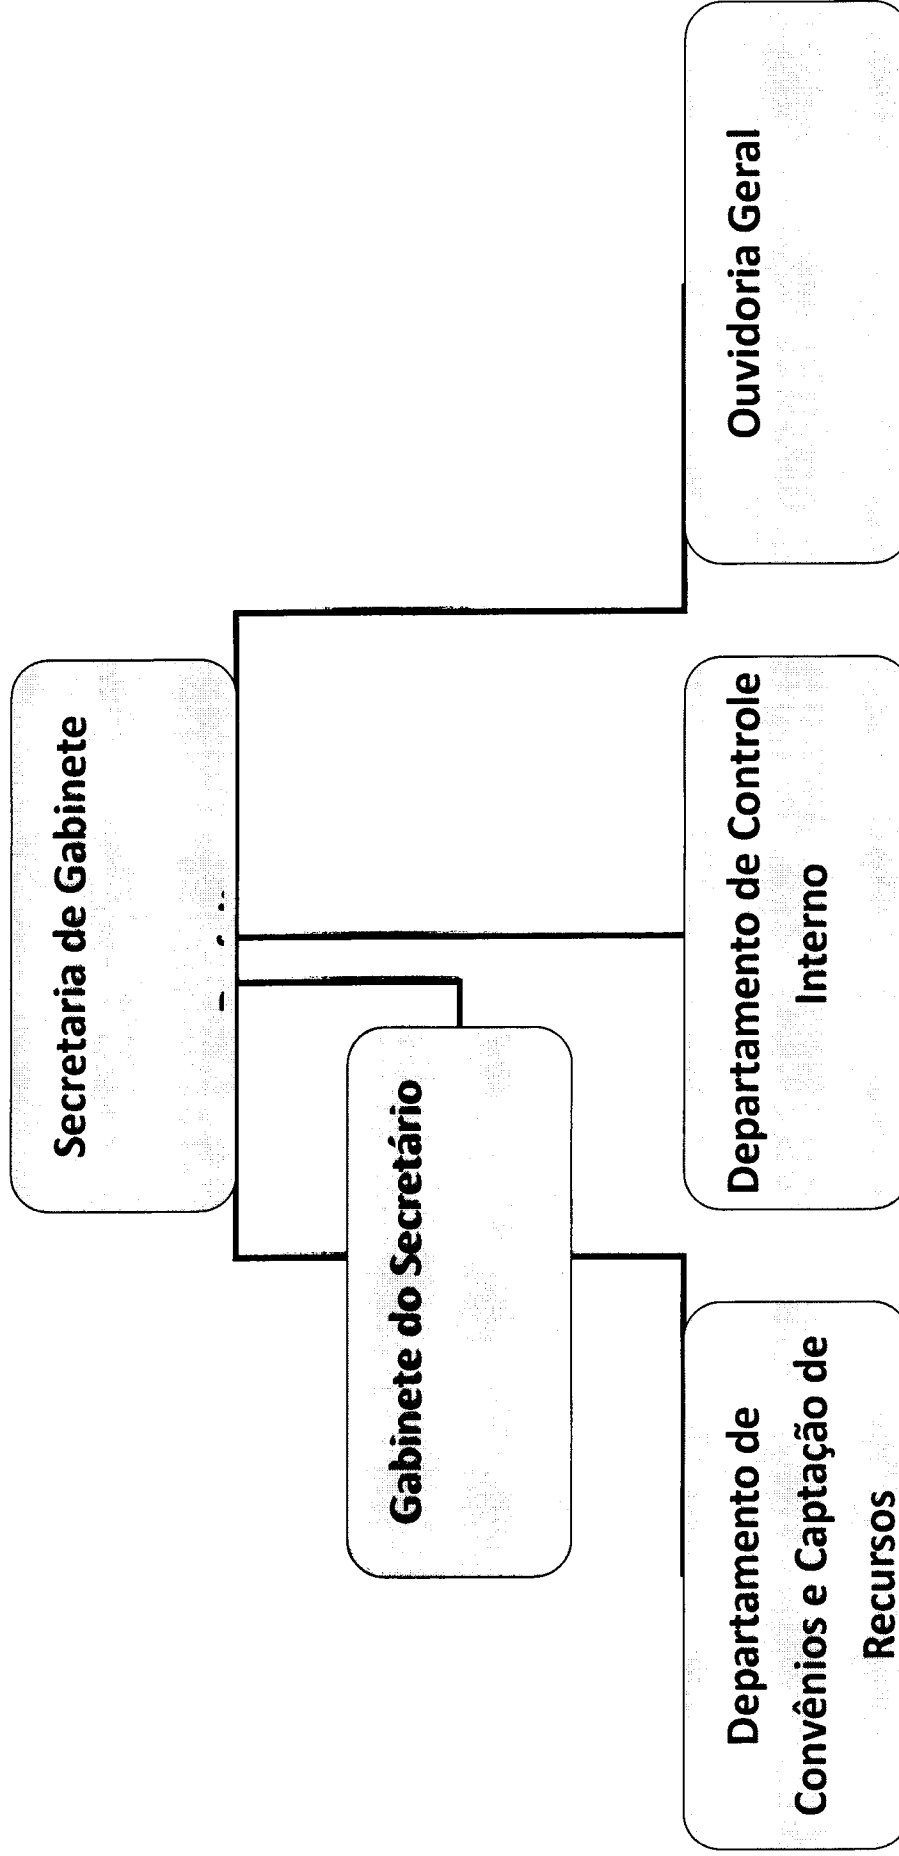 Secretaria de Gabinete
Gabinete do Secretário
Departamento de
Convênios e Captação de
Recursos
Departamento de Controle
Interno
Ouvidoria Geral